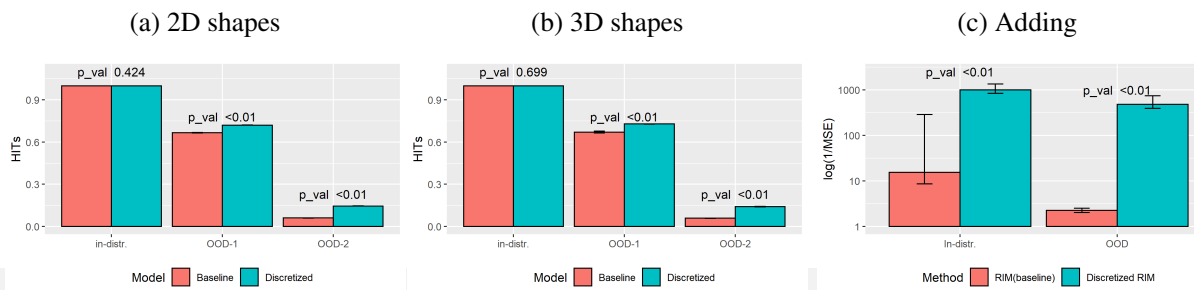 (a) 2D shapes
HITs
0.9
0.6
0.3
0.0
p_val 0.424
p_val <0.01
p_val <0.01
in-distr.
OOD-1
OOD-2
Model Baseline Discretized
(b) 3D shapes
HITs
0.9
0.6
0.3
0.0
p_val 0.699
p_val <0.01
p_val <0.01
in-distr.
OOD-1
OOD-2
Model Baseline Discretized
(c) Adding
log(1/MSE)
1000
100
10
1
p_val <0.01
p_val <0.01
In-distr.
OOD
Method RIM(baseline) Discretized RIM